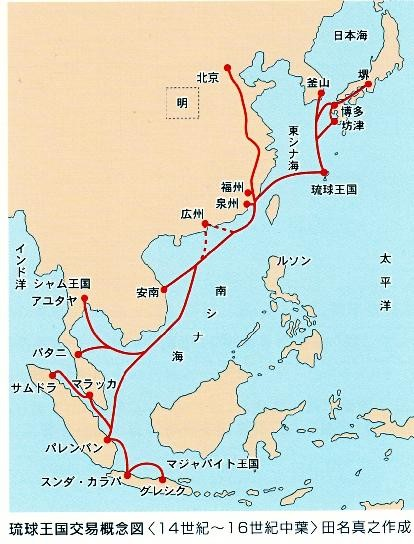 日本海
北京
釜山
堺
明
博多
坊津
東シナ海
福州
泉州
琉球王国
広州
インド洋
ルソン
太平洋
シャム王国
アユタヤ
安南
南シナ海
パタニ
サムドラ
マラッカ
パレンバン
マジャパイト王国
スンダ・カラパ
グレシク
琉球王国交易概念図〈14世紀～16世紀中葉〉田名真之作成